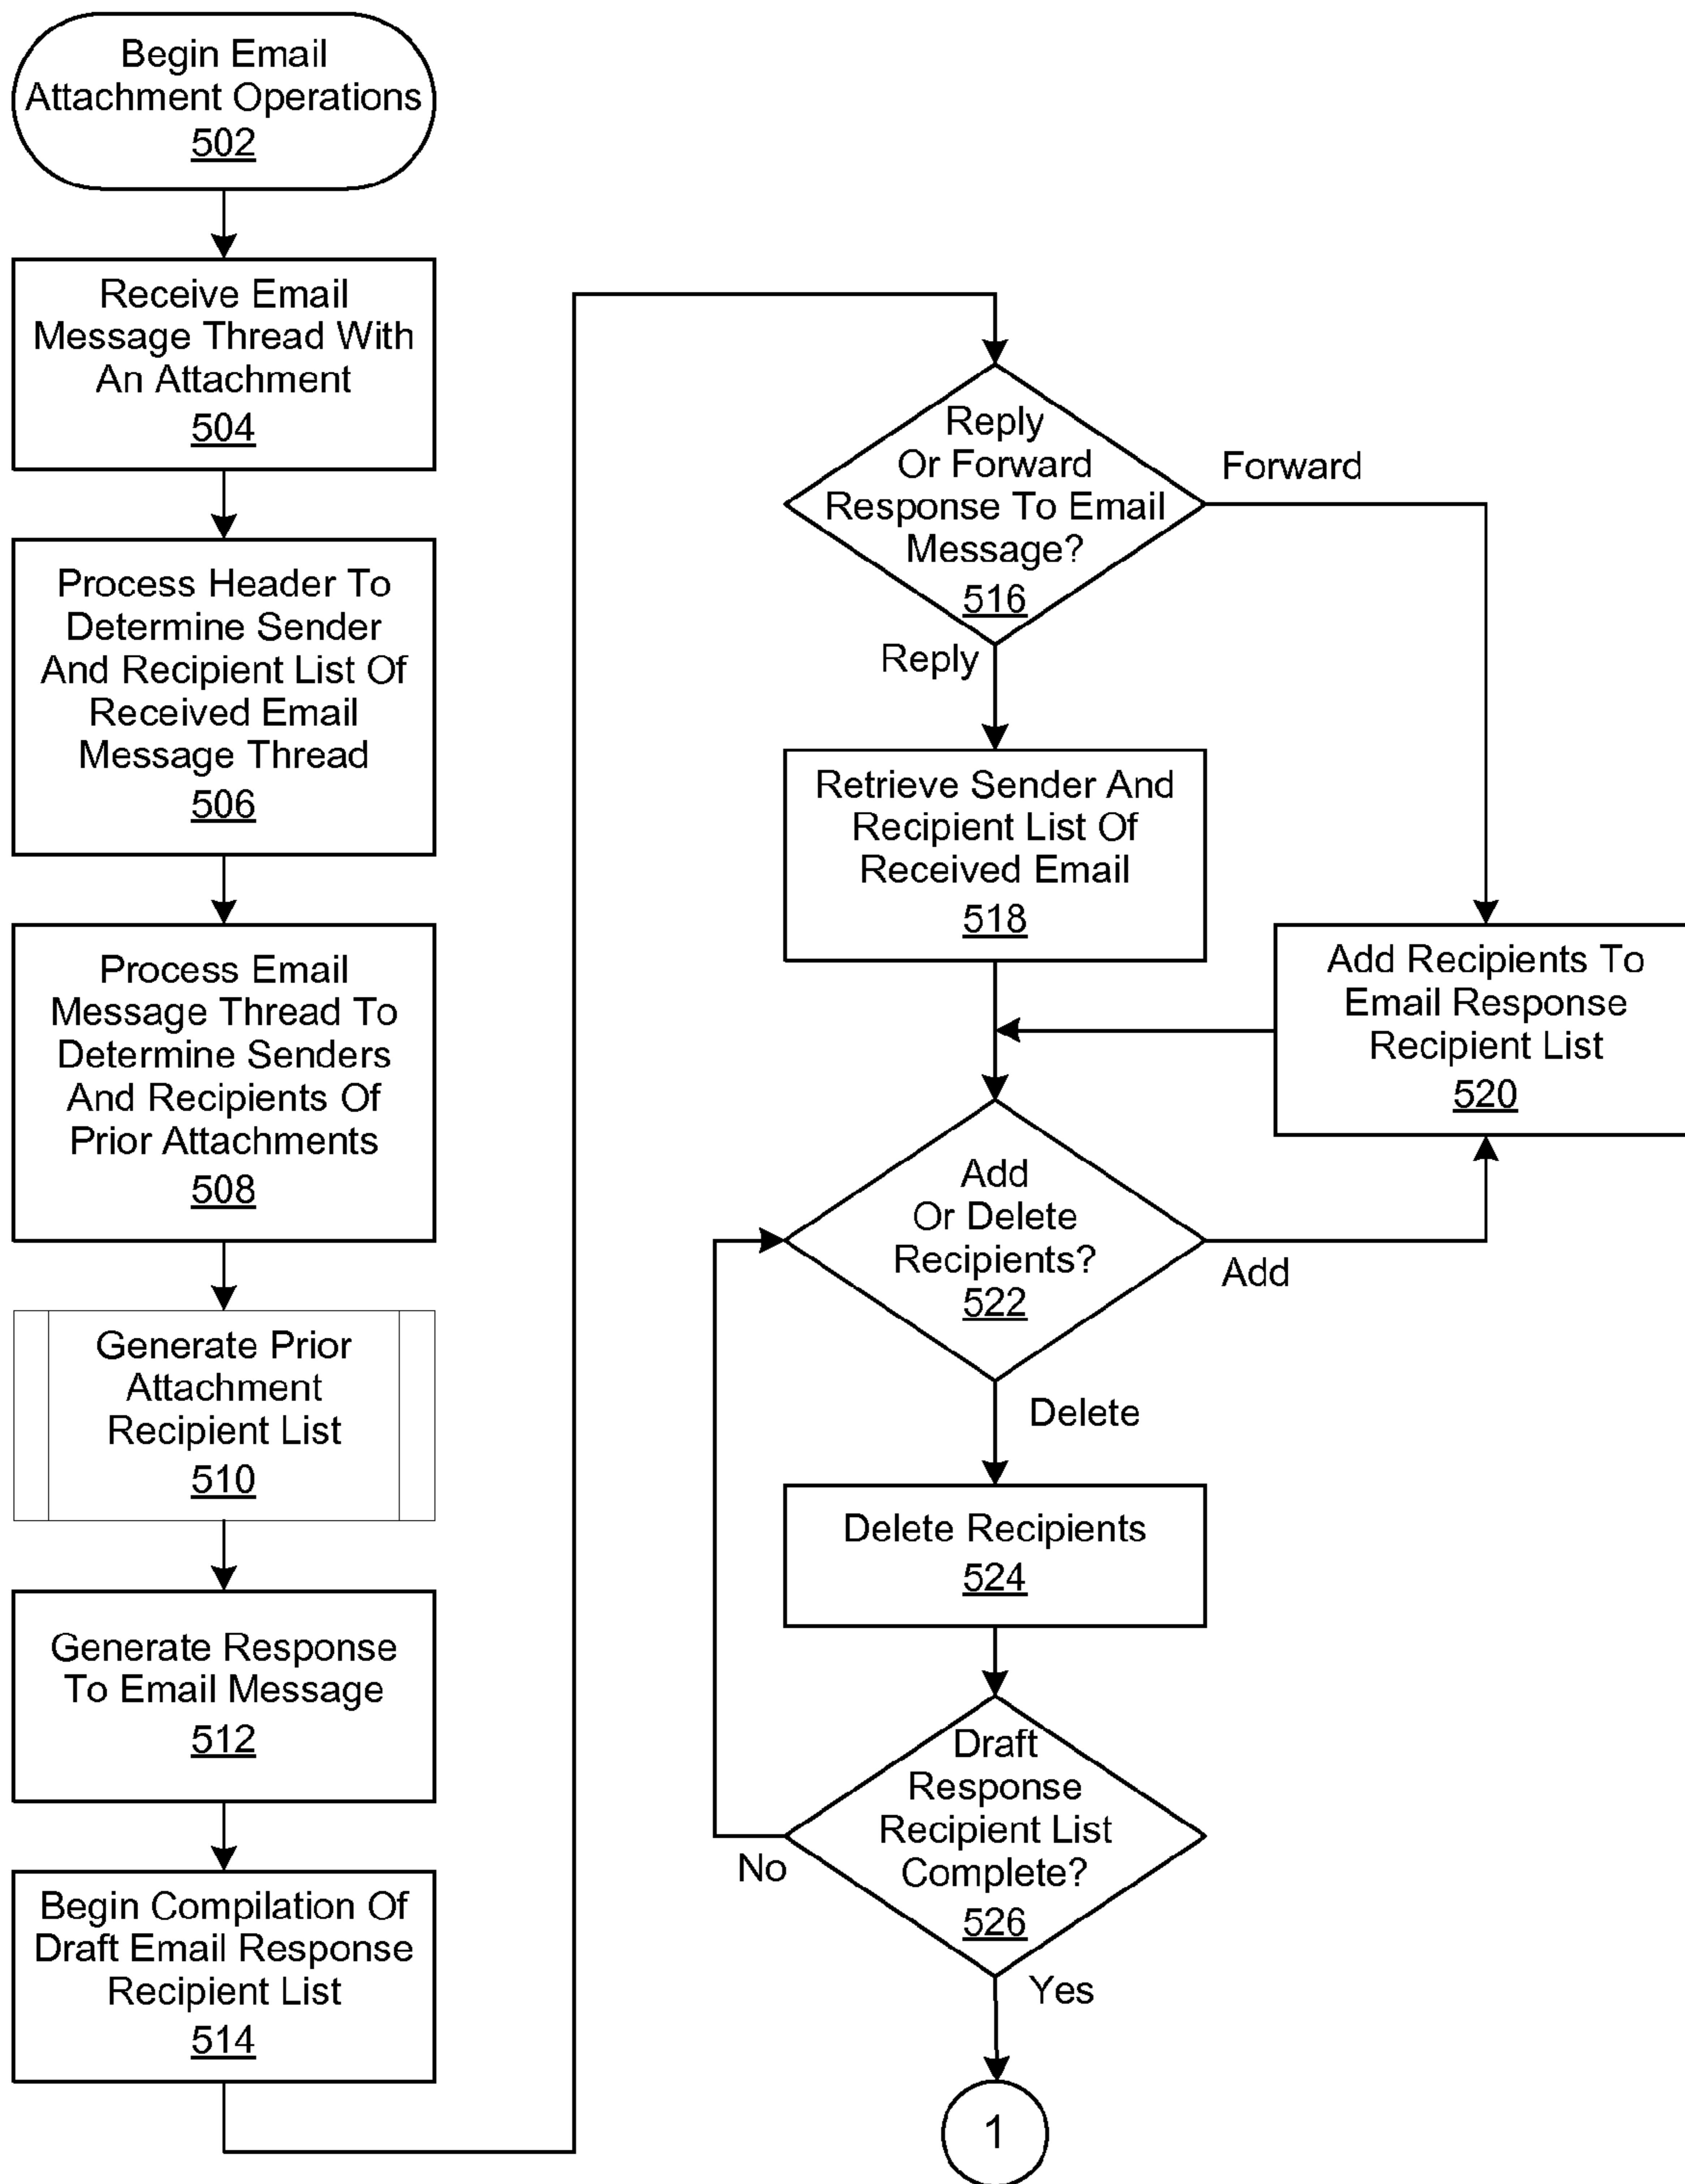 Begin Email
Attachment Operations
502
Receive Email
Message Thread With
An Attachment
504
Process Header To
Determine Sender
And Recipient List Of
Received Email
Message Thread
506
Process Email
Message Thread To
Determine Senders
And Recipients Of
Prior Attachments
508
Generate Prior
Attachment
Recipient List
510
Generate Response
To Email Message
512
Begin Compilation Of
Draft Email Response
Recipient List
514
Reply
Or Forward
Response To Email
Message?
516
Forward
Reply
Retrieve Sender And
Recipient List Of
Received Email
518
Add Recipients To
Email Response
Recipient List
520
Add
Or Delete
Recipients?
522
Add
Delete
Delete Recipients
524
Draft
Response
Recipient List
Complete?
526
No
Yes
1